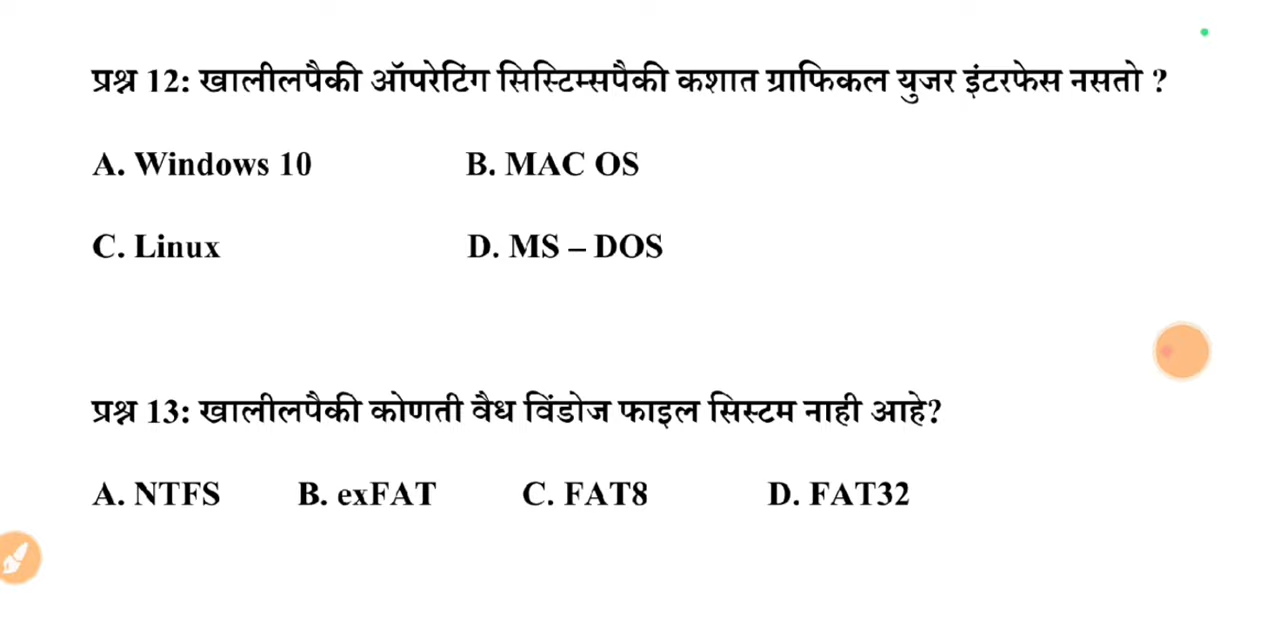 प्रश्न 12: खालीलपैकी ऑपरेटिंग सिस्टिम्सपैकी कशात ग्राफिकल युजर इंटरफेस नसतो ?
A. Windows 10 B. MAC OS
C. Linux D. MS – DOS
प्रश्न 13: खालीलपैकी कोणती वैध विंडोज फाइल सिस्टम नाही आहे?
A. NTFS B. exFAT C. FAT8 D. FAT32